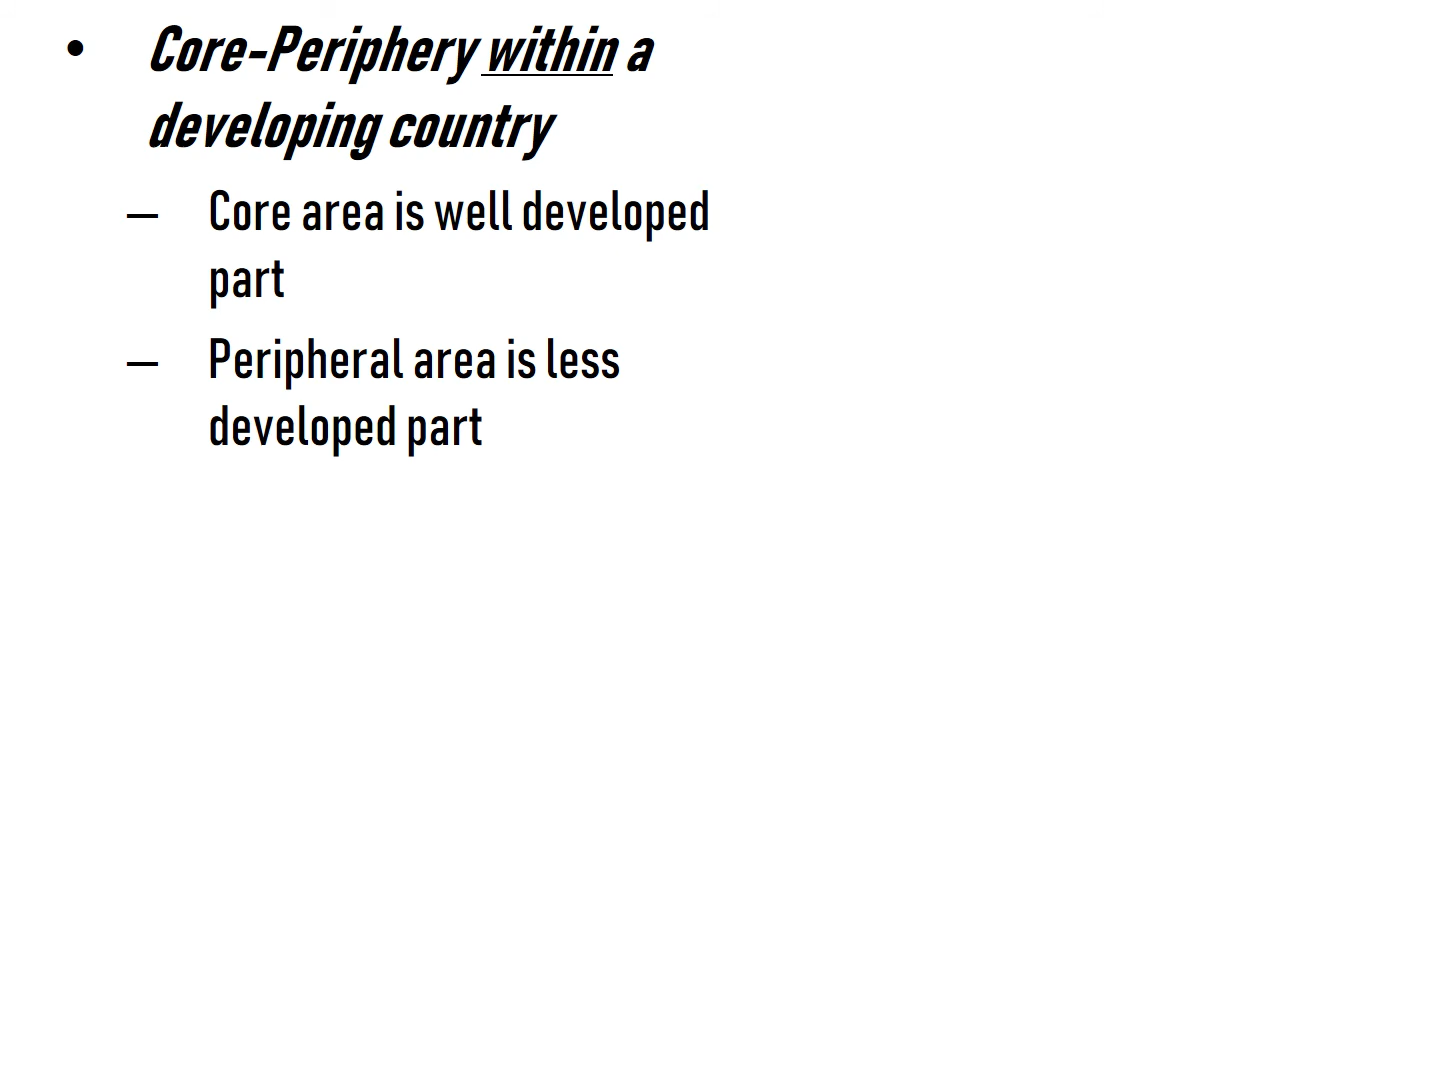 • Core-Periphery within a
developing country
– Core area is well developed
part
– Peripheral area is less
developed part